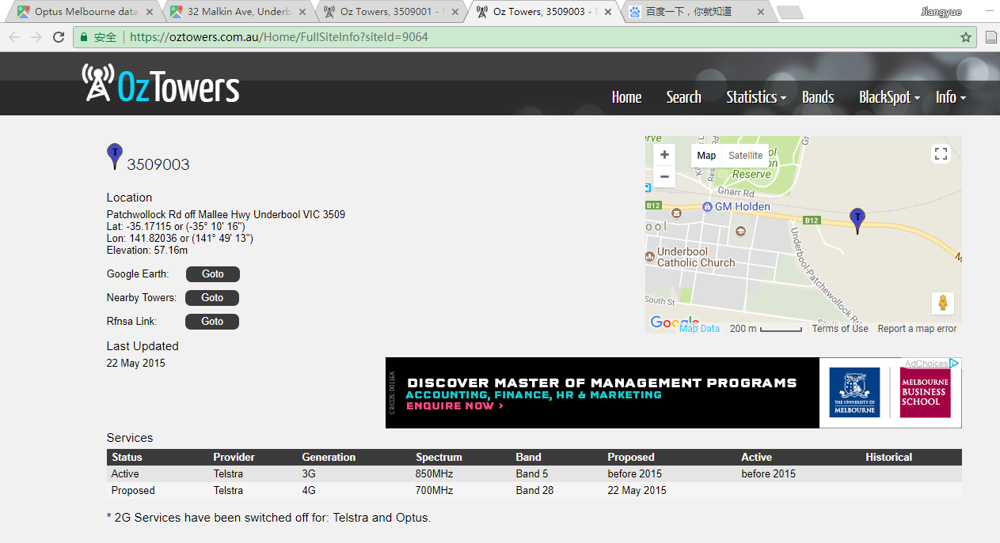 Optus Melbourne data
32 Malkin Ave, Underb
Oz Towers, 3509001 -
Oz Towers, 3509003 -
百度一下，你就知道
Jiangyue
安全
https://oztowers.com.au/Home/FullSiteInfo?siteId=9064
OzTowers
Home Search Statistics Bands BlackSpot Info
T 3509003
Location
Patchwollock Rd off Mallee Hwy Underbool VIC 3509
Lat: -35.17115 or (-35° 10' 16")
Lon: 141.82036 or (141° 49' 13")
Elevation: 57.16m
Google Earth: Goto
Nearby Towers: Goto
Rfnsa Link: Goto
Last Updated
22 May 2015
+
Map Satellite
−
Reserve
Gnarr Rd
B12
GM Holden
B12
T
ool
Underbool
Catholic Church
Underbool-Patchewollock Rd
South St
Google
Map Data 200 m Terms of Use Report a map error
CRICOS:00116K
DISCOVER MASTER OF MANAGEMENT PROGRAMS
ACCOUNTING, FINANCE, HR & MARKETING
ENQUIRE NOW >
AdChoices
THE UNIVERSITY OF
MELBOURNE
MELBOURNE
BUSINESS
SCHOOL
Services
Status Provider Generation Spectrum Band Proposed Active Historical
Active Telstra 3G 850MHz Band 5 before 2015 before 2015
Proposed Telstra 4G 700MHz Band 28 22 May 2015
* 2G Services have been switched off for: Telstra and Optus.